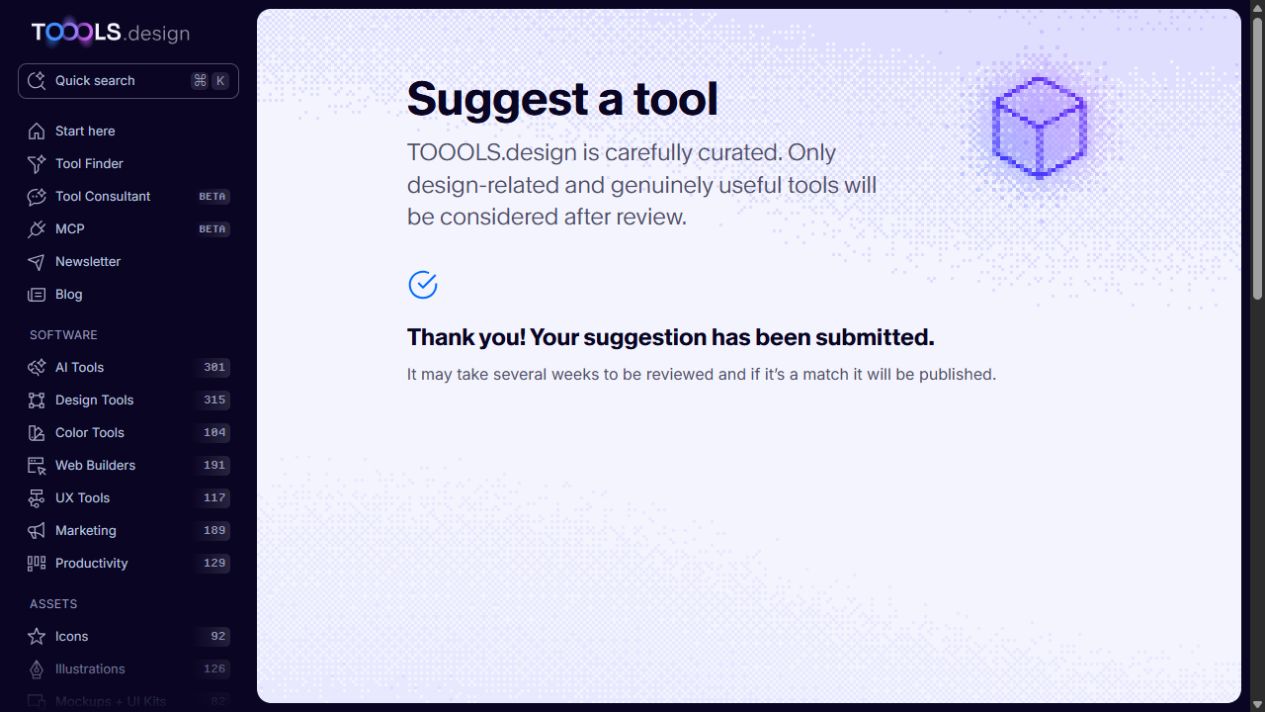 TOOOLS.design
Quick search ⌘ K
Start here
Tool Finder
Tool Consultant BETA
MCP BETA
Newsletter
Blog
SOFTWARE
AI Tools 301
Design Tools 315
Color Tools 104
Web Builders 191
UX Tools 117
Marketing 189
Productivity 129
ASSETS
Icons 92
Illustrations 126
Mockups + UI Kits 82
Suggest a tool
TOOOLS.design is carefully curated. Only
design-related and genuinely useful tools will
be considered after review.
Thank you! Your suggestion has been submitted.
It may take several weeks to be reviewed and if it’s a match it will be published.